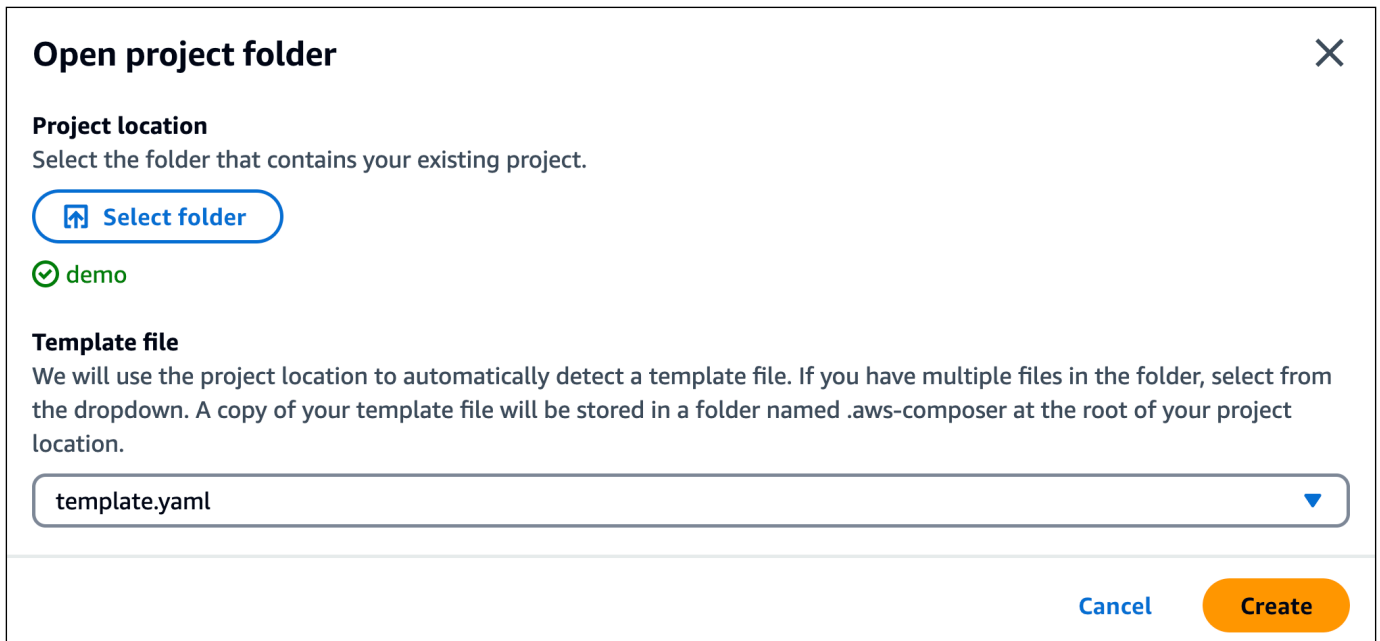 Open project folder
Project location
Select the folder that contains your existing project.
Select folder
demo
Template file
We will use the project location to automatically detect a template file. If you have multiple files in the folder, select from
the dropdown. A copy of your template file will be stored in a folder named .aws-composer at the root of your project
location.
template.yaml
Cancel Create